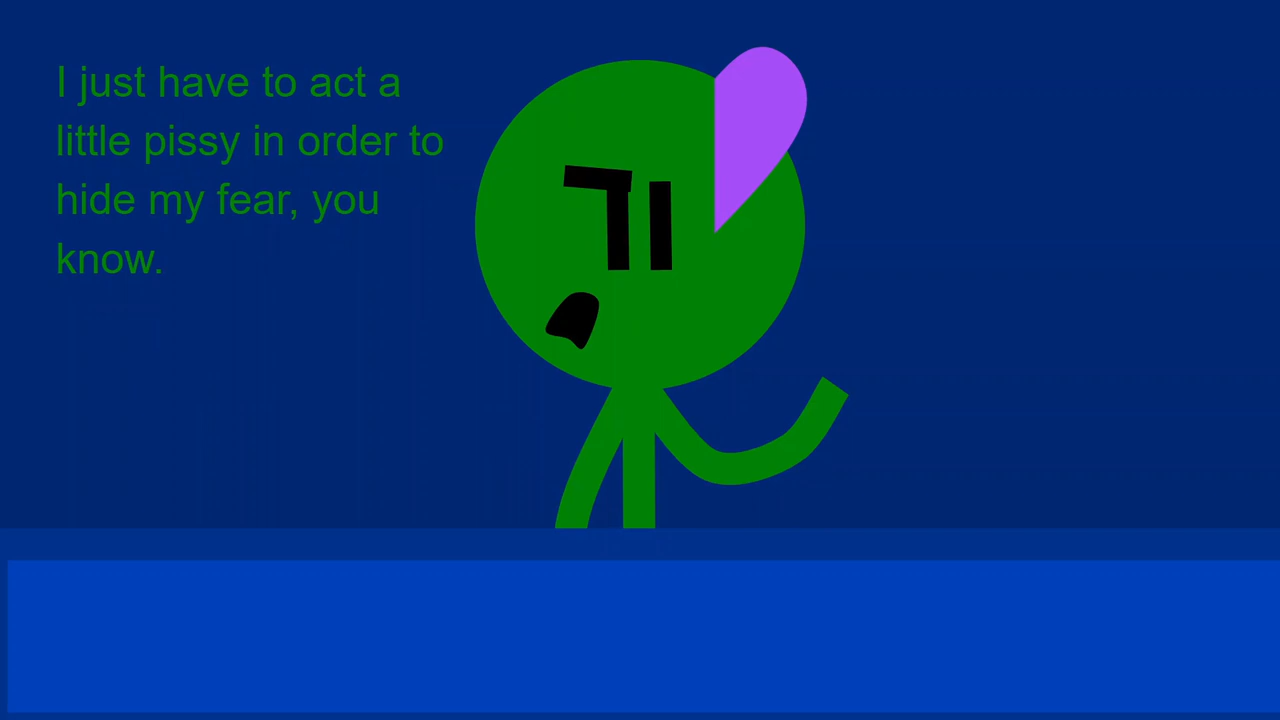 I just have to act a
little pissy in order to
hide my fear, you
know.